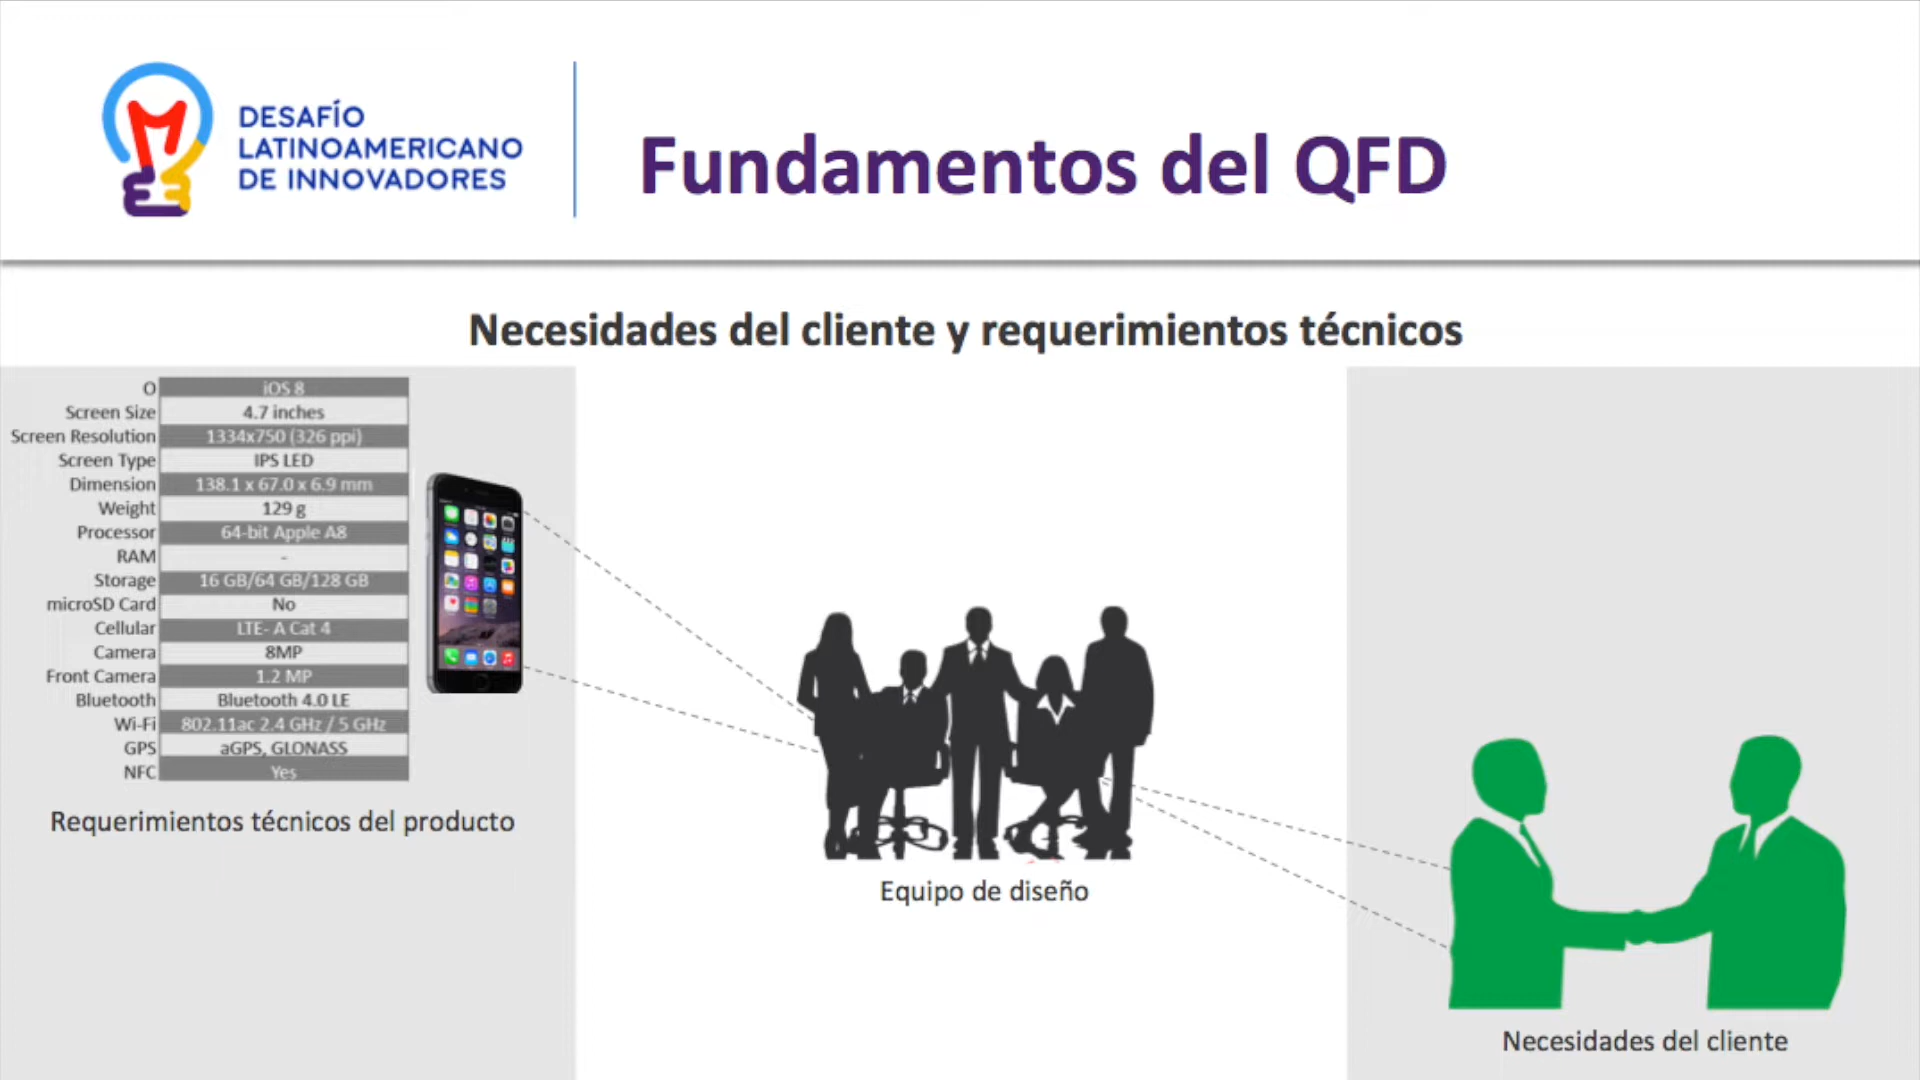 DESAFÍO
LATINOAMERICANO
DE INNOVADORES
Fundamentos del QFD
Necesidades del cliente y requerimientos técnicos
O iOS 8
Screen Size 4.7 inches
Screen Resolution 1334x750 (326 ppi)
Screen Type IPS LED
Dimension 138.1 x 67.0 x 6.9 mm
Weight 129 g
Processor 64-bit Apple A8
RAM -
Storage 16 GB/64 GB/128 GB
microSD Card No
Cellular LTE- A Cat 4
Camera 8MP
Front Camera 1.2 MP
Bluetooth Bluetooth 4.0 LE
Wi-Fi 802.11ac 2.4 GHz / 5 GHz
GPS aGPS, GLONASS
NFC Yes
Requerimientos técnicos del producto
Equipo de diseño
Necesidades del cliente